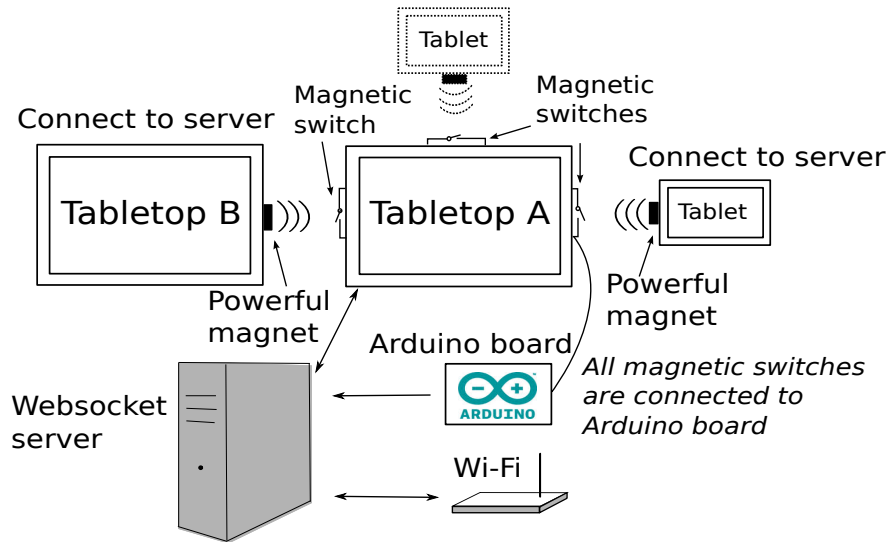 Tablet
Magnetic
switch
Magnetic
switches
Connect to server
Connect to server
Tabletop B
Tabletop A
Tablet
Powerful
magnet
Powerful
magnet
Arduino board
All magnetic switches
are connected to
Arduino board
ARDUINO
TM
Websocket
server
Wi-Fi